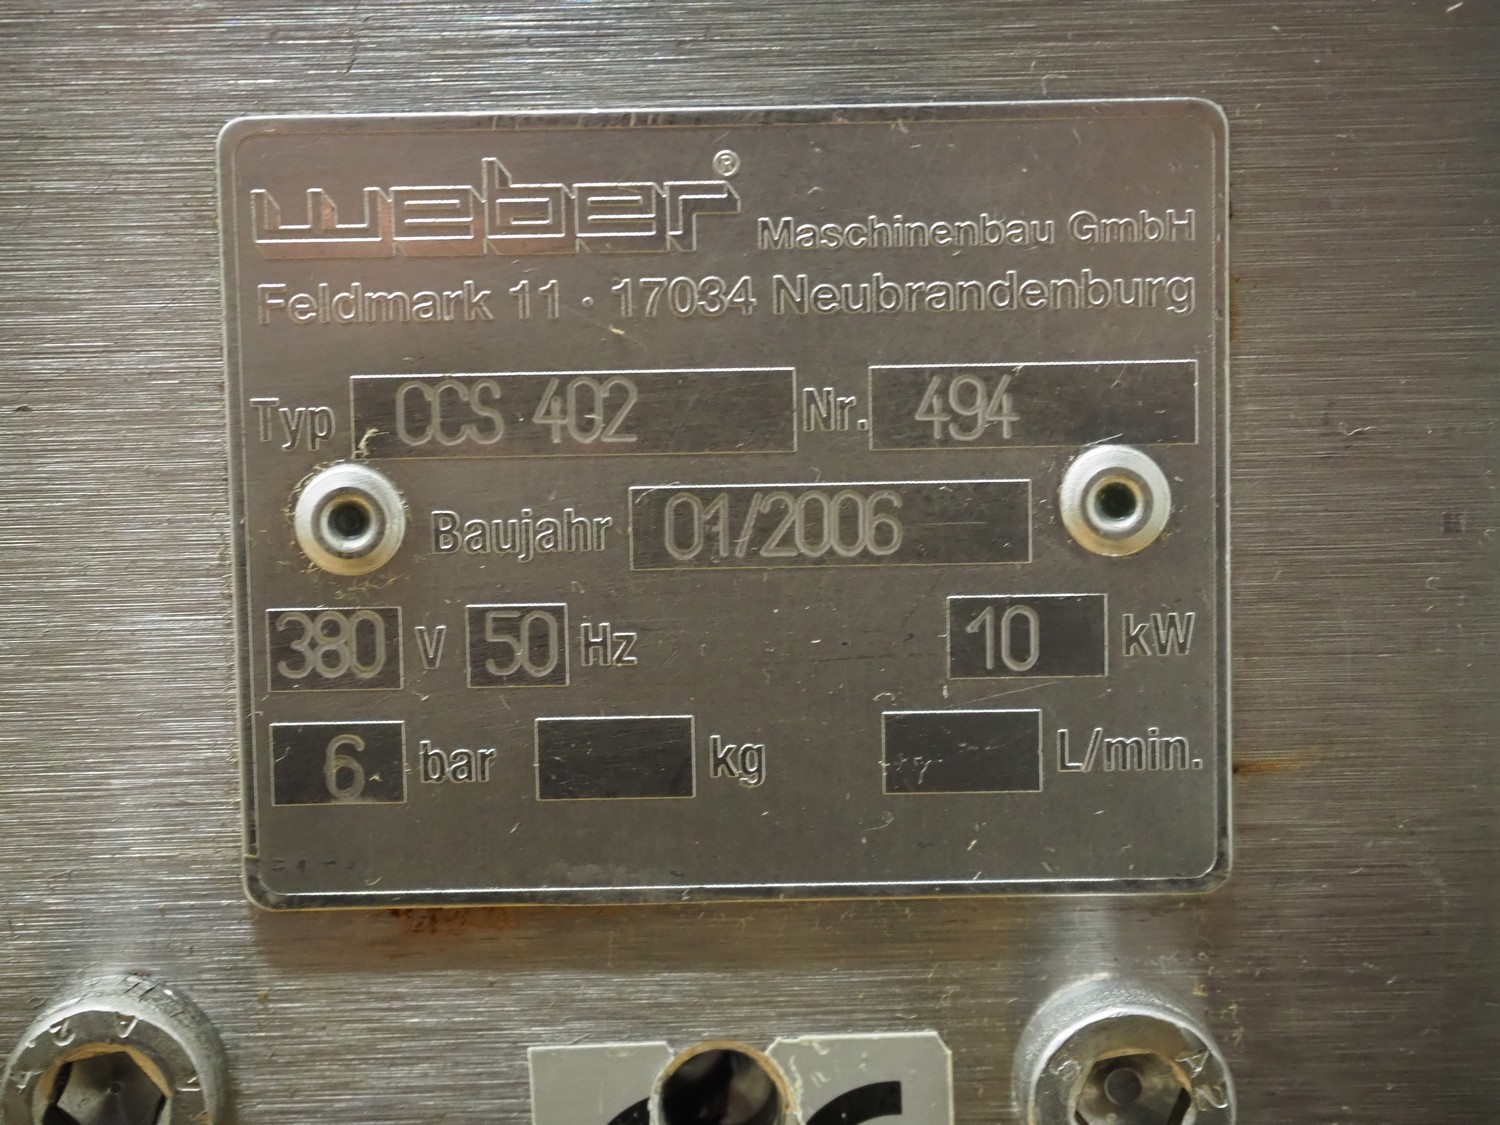 weber® Maschinenbau GmbH
Feldmark 11 · 17034 Neubrandenburg
Typ CCS 402 Nr. 494
Baujahr 01/2006
380 V 50 Hz 10 kW
6 bar kg L/min.